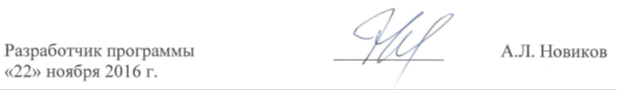 Разработчик программы А.Л. Новиков
«22» ноября 2016 г.